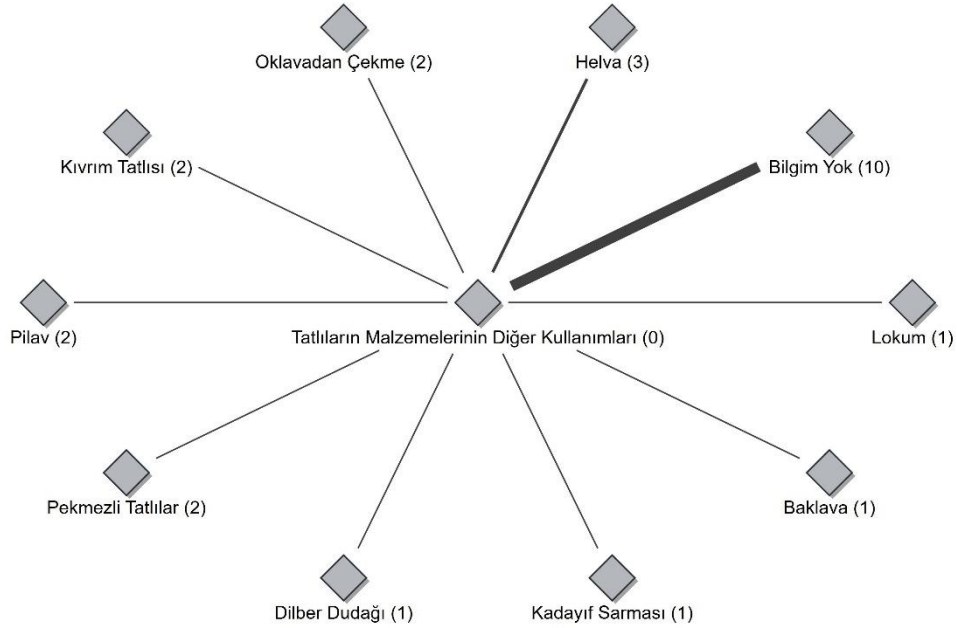 Oklavadan Çekme (2)
Helva (3)
Kıvrım Tatlısı (2)
Bilgim Yok (10)
Pilav (2)
Tatlıların Malzemelerinin Diğer Kullanımları (0)
Lokum (1)
Pekmezli Tatlılar (2)
Baklava (1)
Dilber Dudağı (1)
Kadayıf Sarması (1)